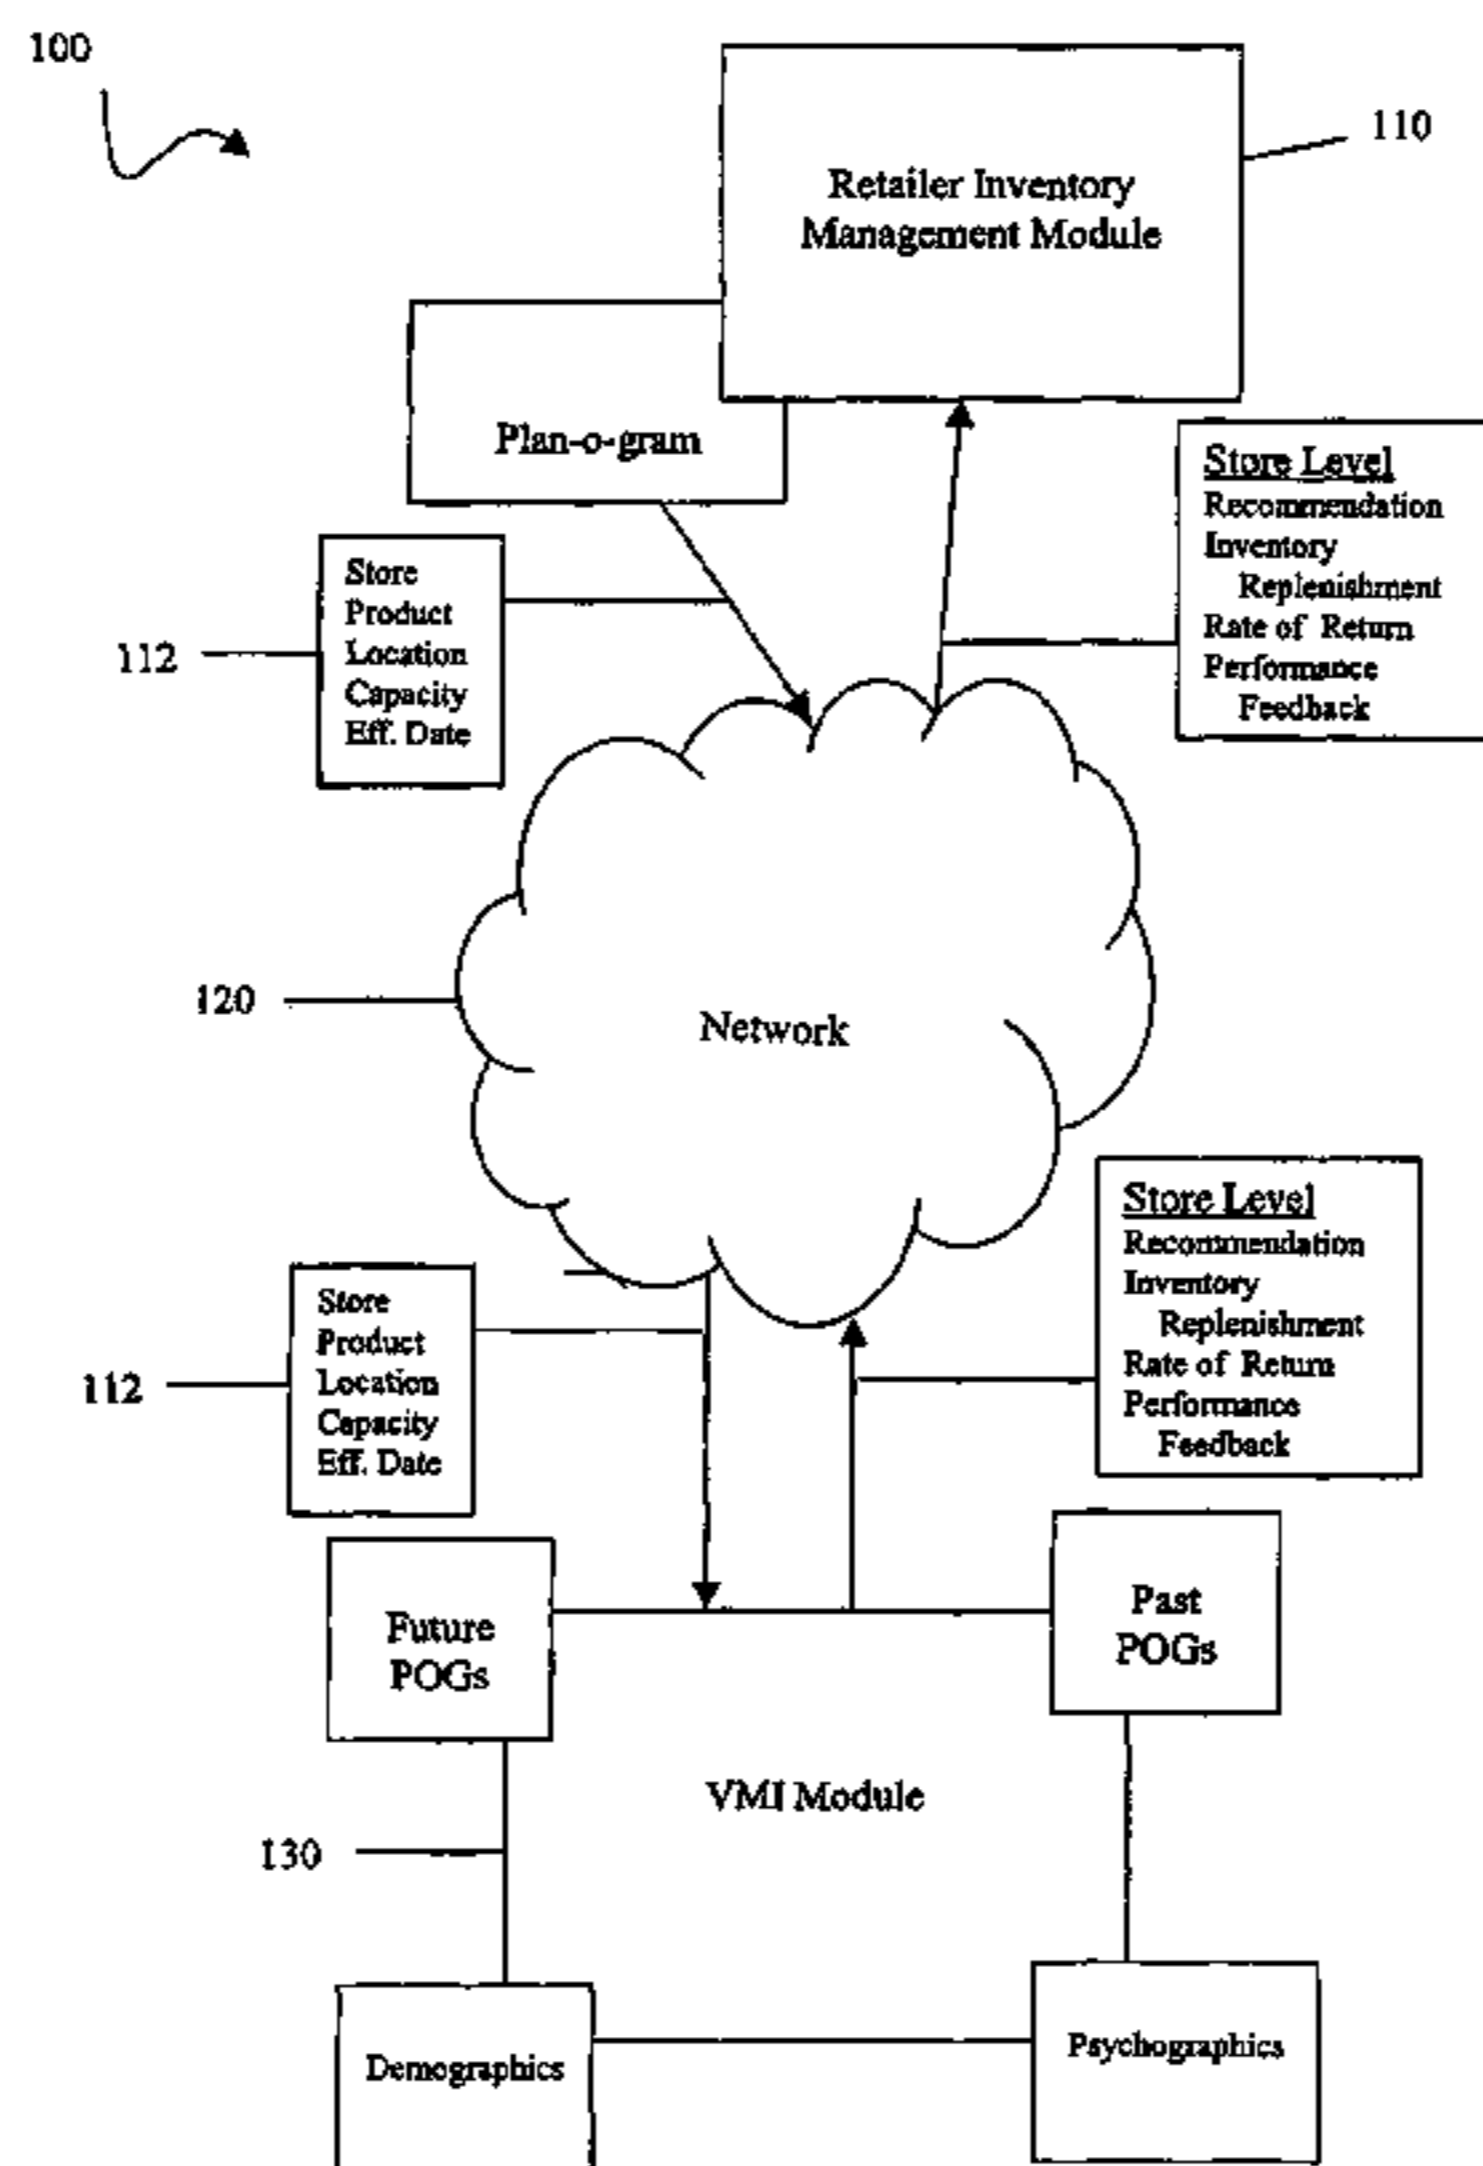 100
110
Retailer Inventory
Management Module
Plan-o-gram
Store Level
Recommendation
Inventory
Replenishment
Rate of Return
Performance
Feedback
112
Store
Product
Location
Capacity
Eff. Date
120
Network
Store Level
Recommendation
Inventory
Replenishment
Rate of Return
Performance
Feedback
112
Store
Product
Location
Capacity
Eff. Date
Future
POGs
Past
POGs
VMI Module
130
Demographics
Psychographics